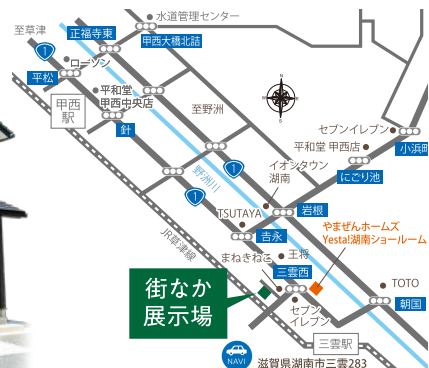 水道管理センター
至草津
正福寺東
甲西大橋北詰
1
ローソン
平松
平和堂
甲西中央店
甲西
駅
至野洲
針
N
セブンイレブン
平和堂 甲西店
小浜町
にごり池
1
イオンタウン
湖南
野洲川
1
TSUTAYA
岩根
吉永
やまぜんホームズ
Yesta!湖南ショールーム
JR草津線
王将
まねきねこ
三雲西
TOTO
街なか
展示場
セブン
イレブン
朝国
三雲駅
NAVI
滋賀県湖南市三雲283